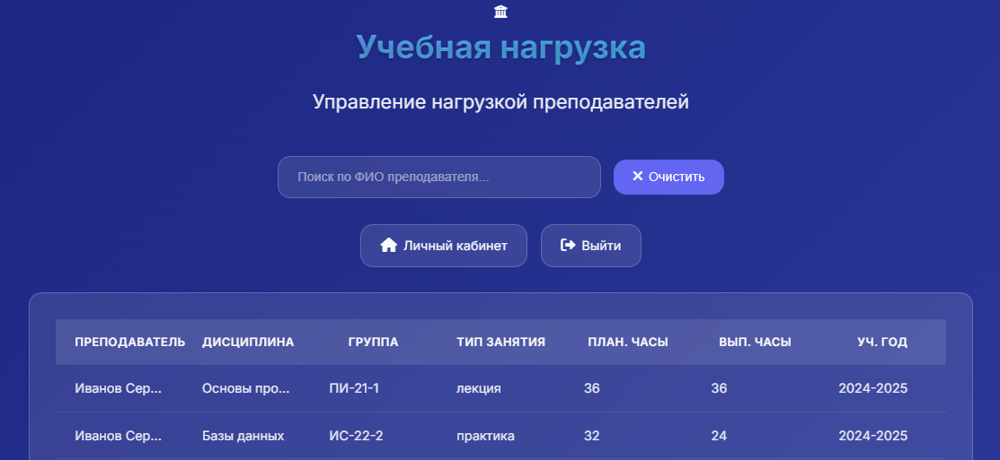 Учебная нагрузка
Управление нагрузкой преподавателей
Поиск по ФИО преподавателя...
Очистить
Личный кабинет Выйти
ПРЕПОДАВАТЕЛЬ ДИСЦИПЛИНА ГРУППА ТИП ЗАНЯТИЯ ПЛАН. ЧАСЫ ВЫП. ЧАСЫ УЧ. ГОД
Иванов Сер... Основы про... ПИ-21-1 лекция 36 36 2024-2025
Иванов Сер... Базы данных ИС-22-2 практика 32 24 2024-2025